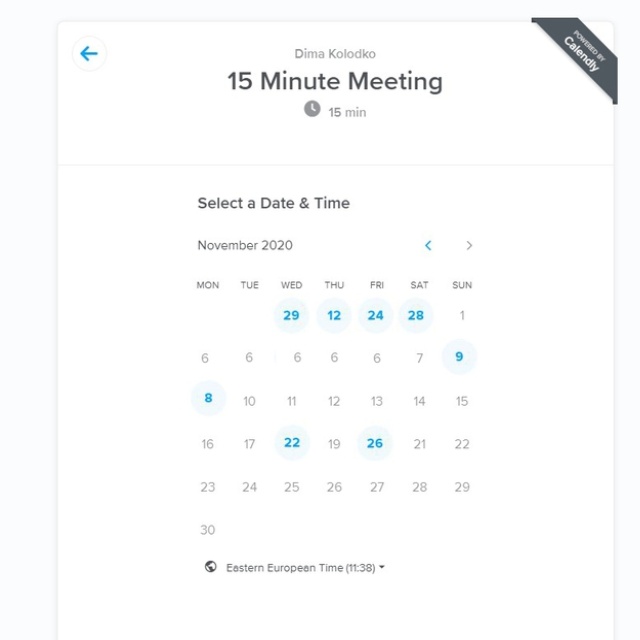 POWERED BY
Calendly
Dima Kolodko
15 Minute Meeting
15 min
Select a Date & Time
November 2020
MON TUE WED THU FRI SAT SUN
29 12 24 28 1
6 6 6 6 6 7 9
8 10 11 12 13 14 15
16 17 22 19 26 21 22
23 24 25 26 27 28 29
30
Eastern European Time (11:38)